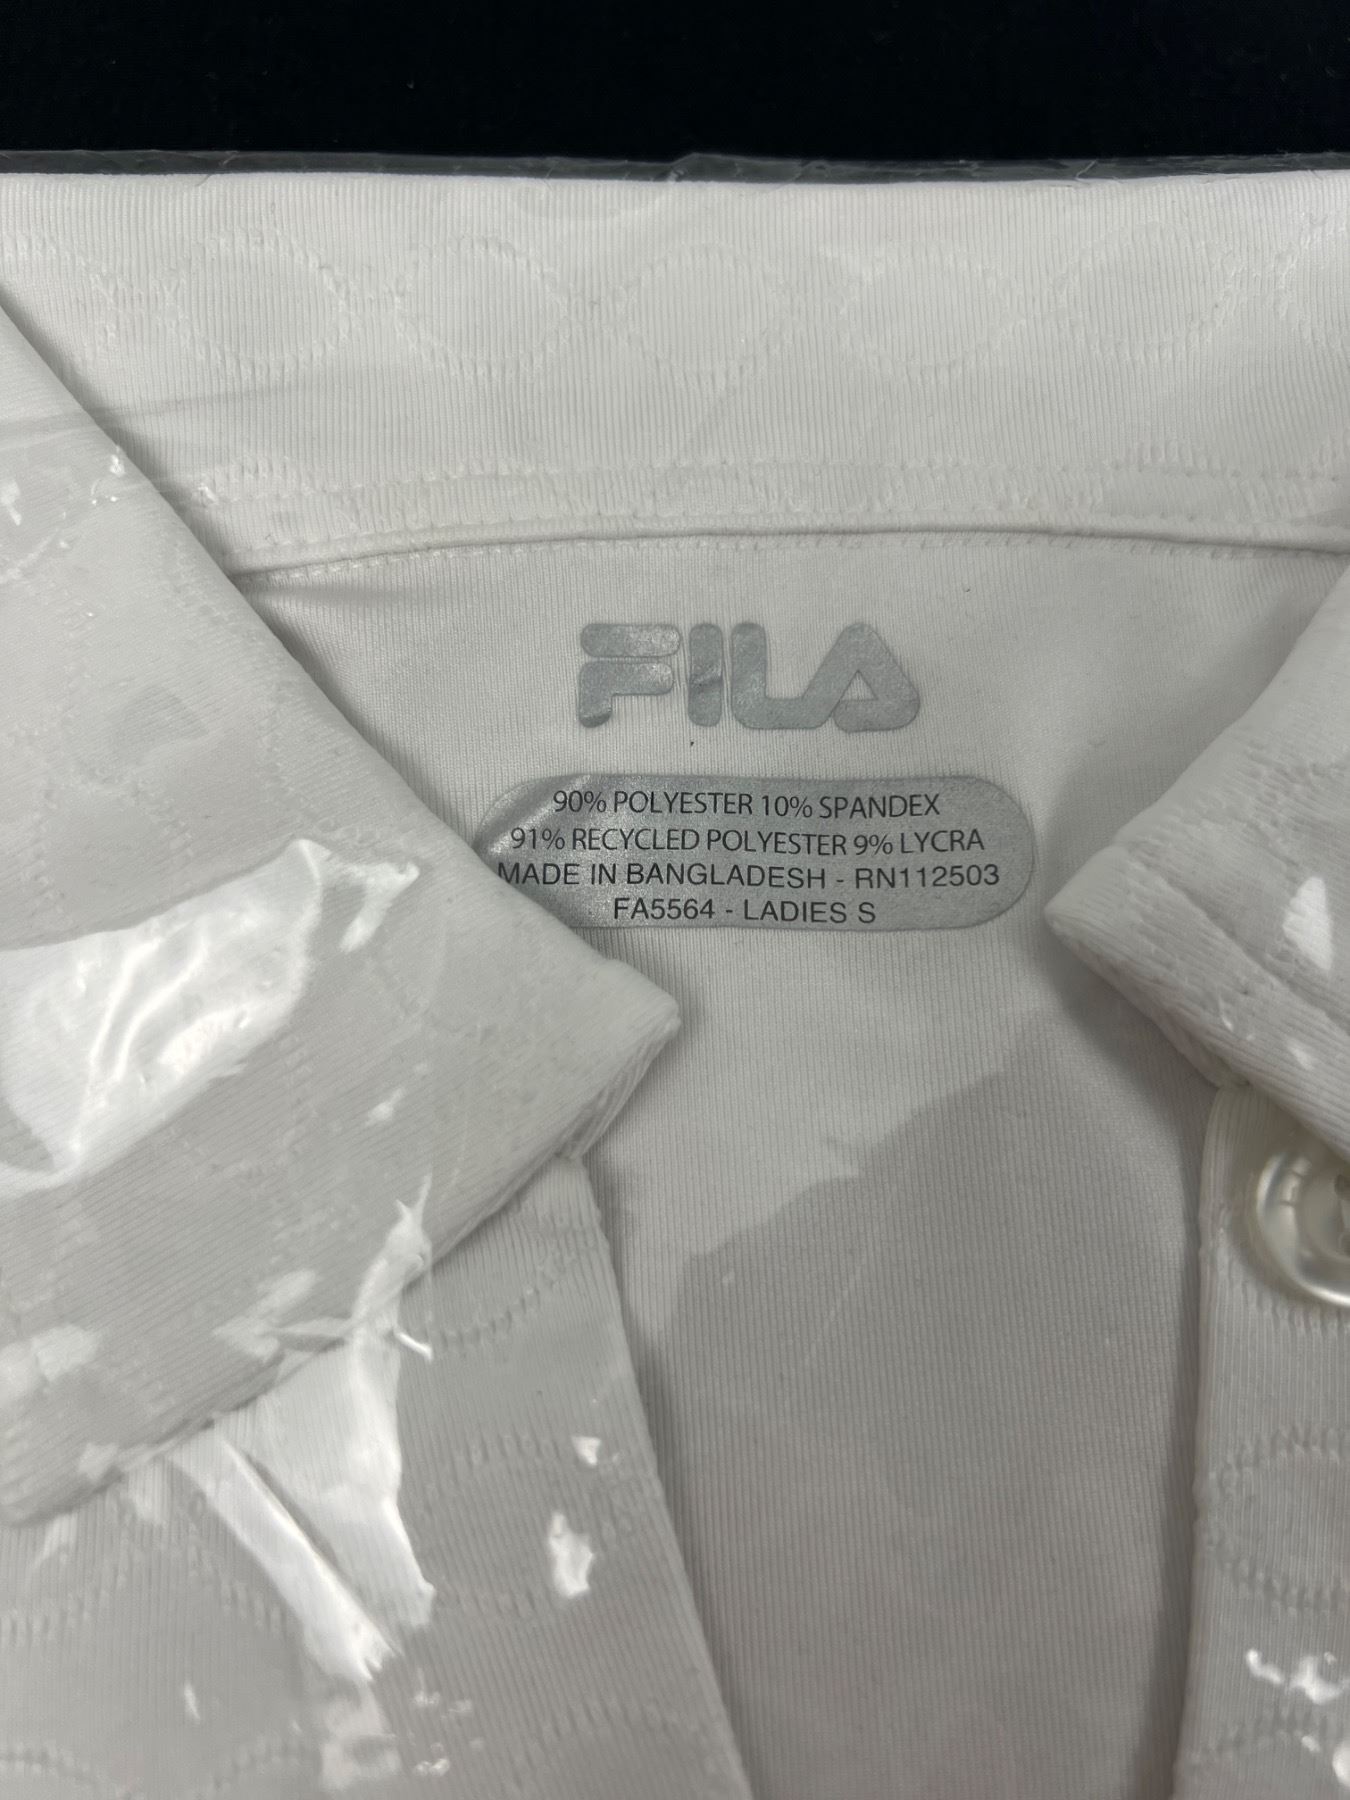 FILA
90% POLYESTER 10% SPANDEX
91% RECYCLED POLYESTER 9% LYCRA
MADE IN BANGLADESH - RN112503
FA5564 - LADIES S